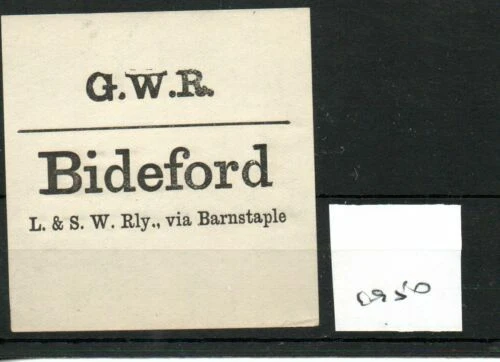 G.W.R.
Bideford
L. & S. W. Rly., via Barnstaple